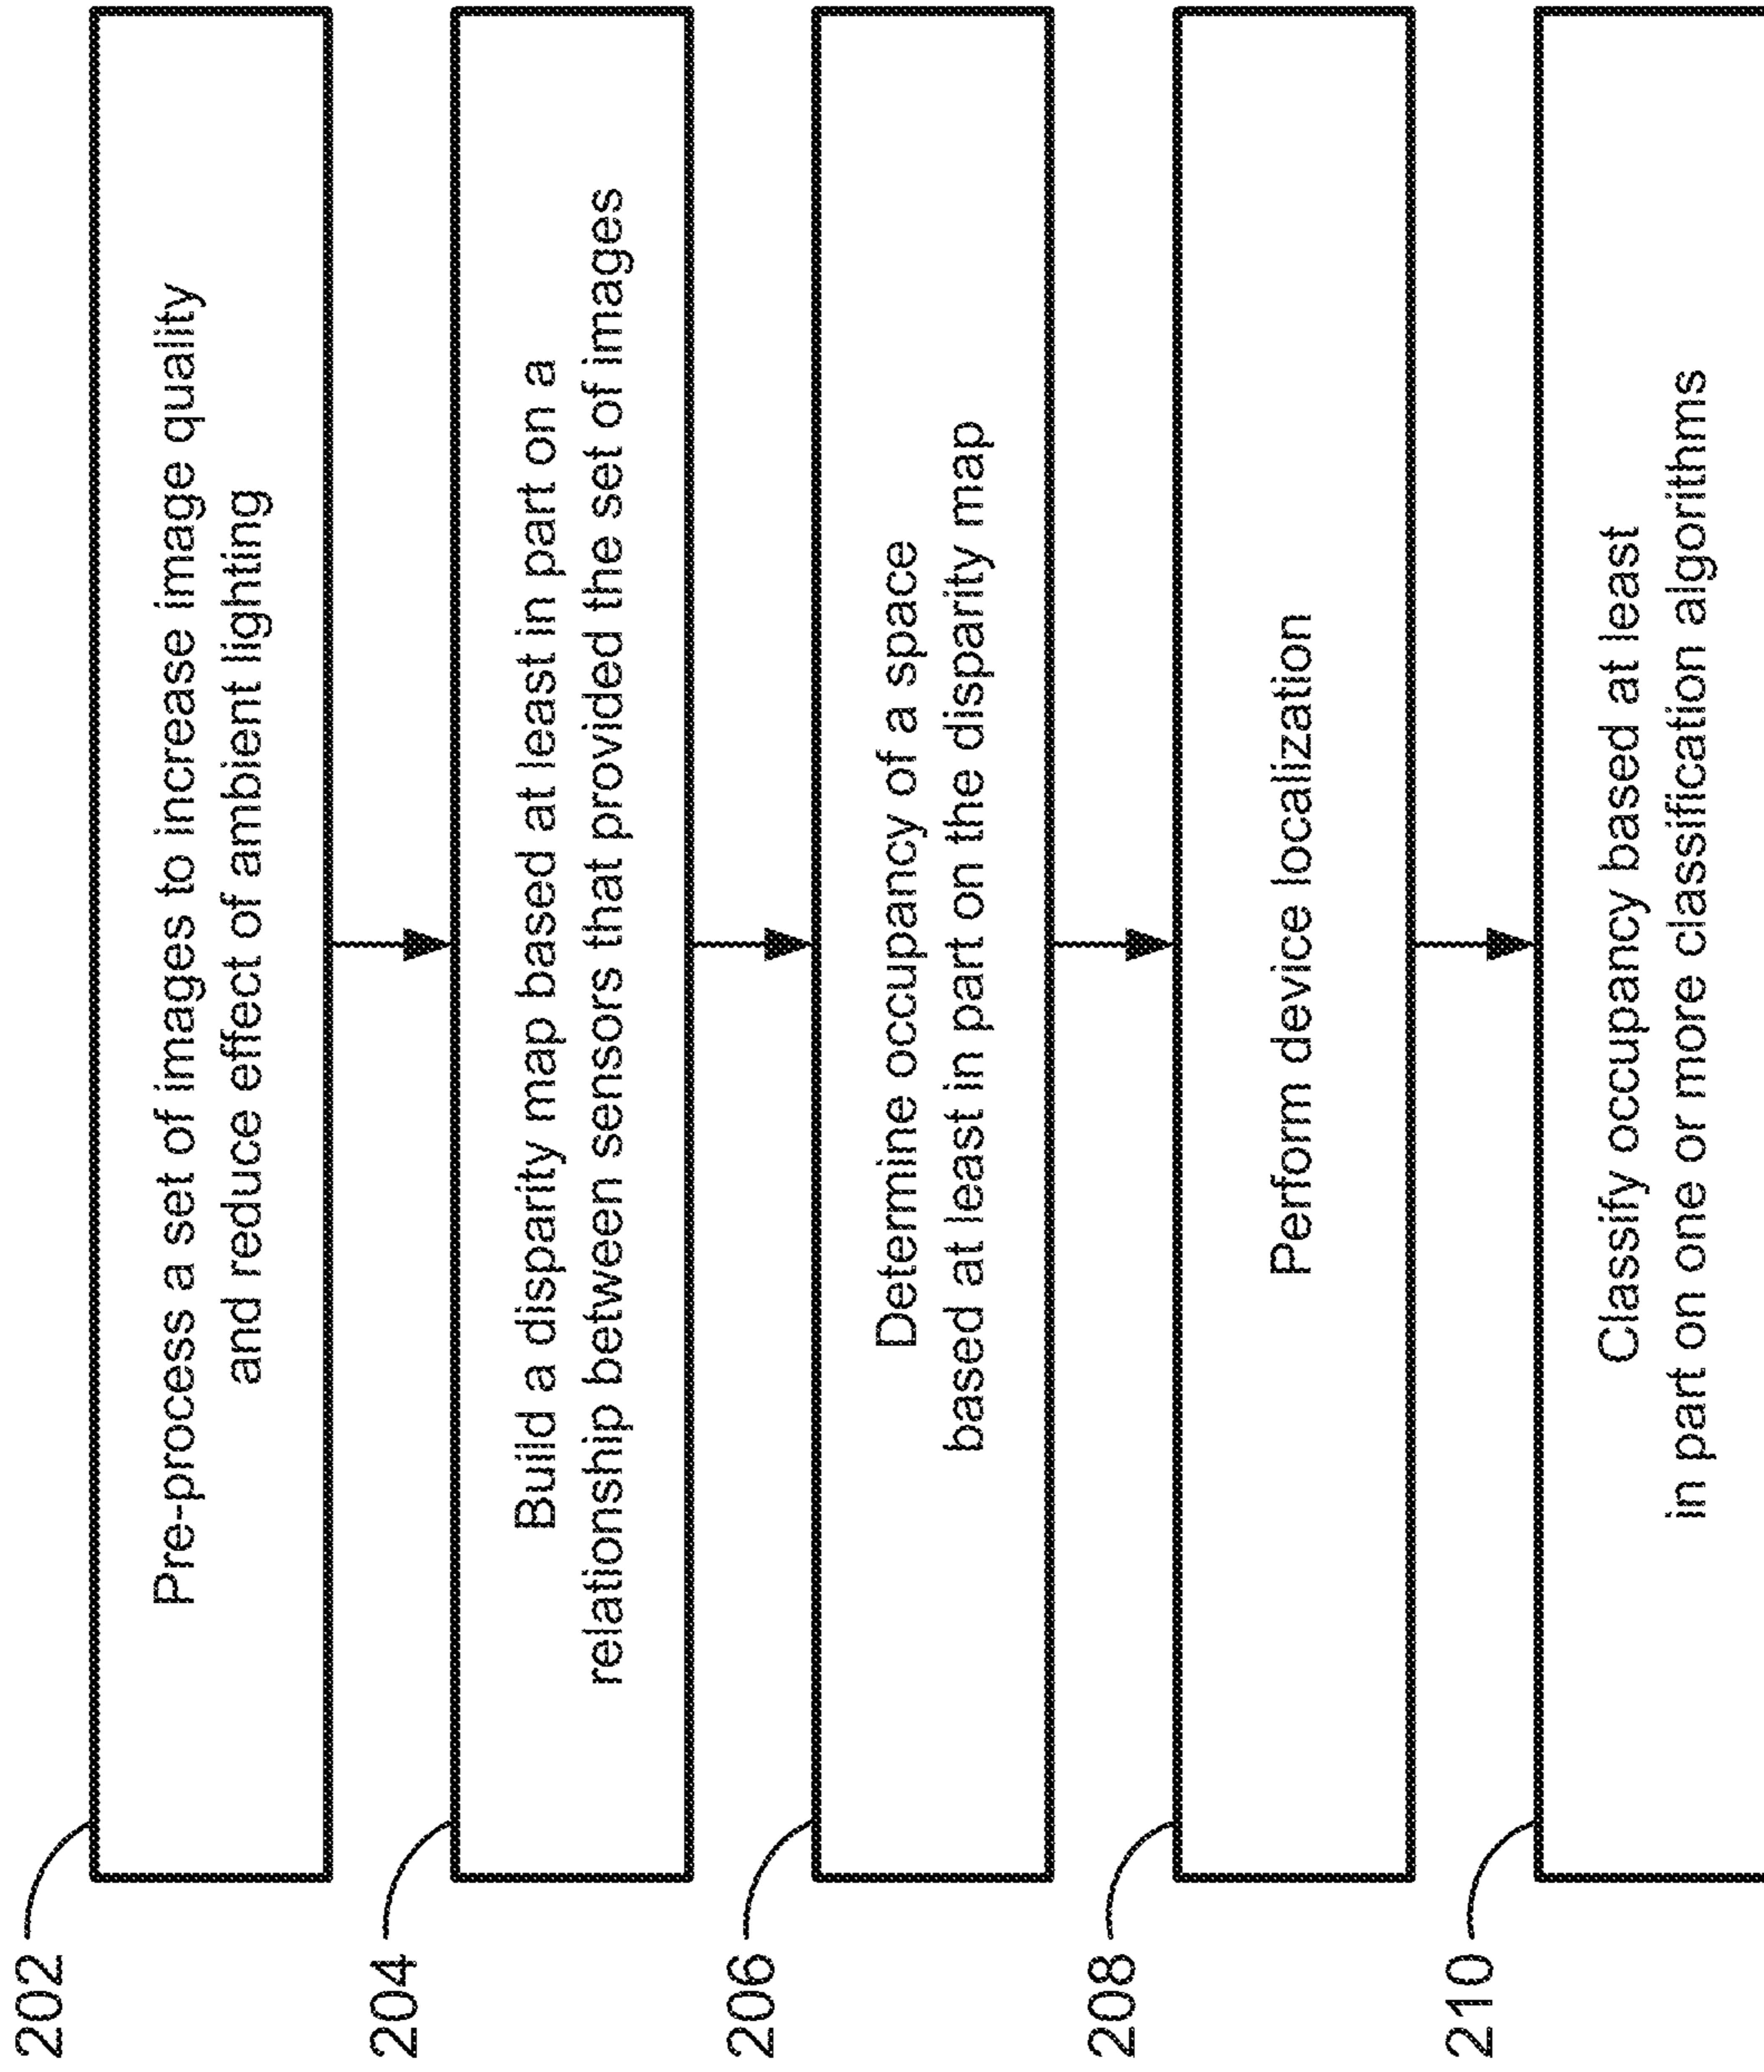 202
Pre-process a set of images to increase image quality
and reduce effect of ambient lighting
204
Build a disparity map based at least in part on a
relationship between sensors that provided the set of images
206
Determine occupancy of a space
based at least in part on the disparity map
208
Perform device localization
210
Classify occupancy based at least
in part on one or more classification algorithms